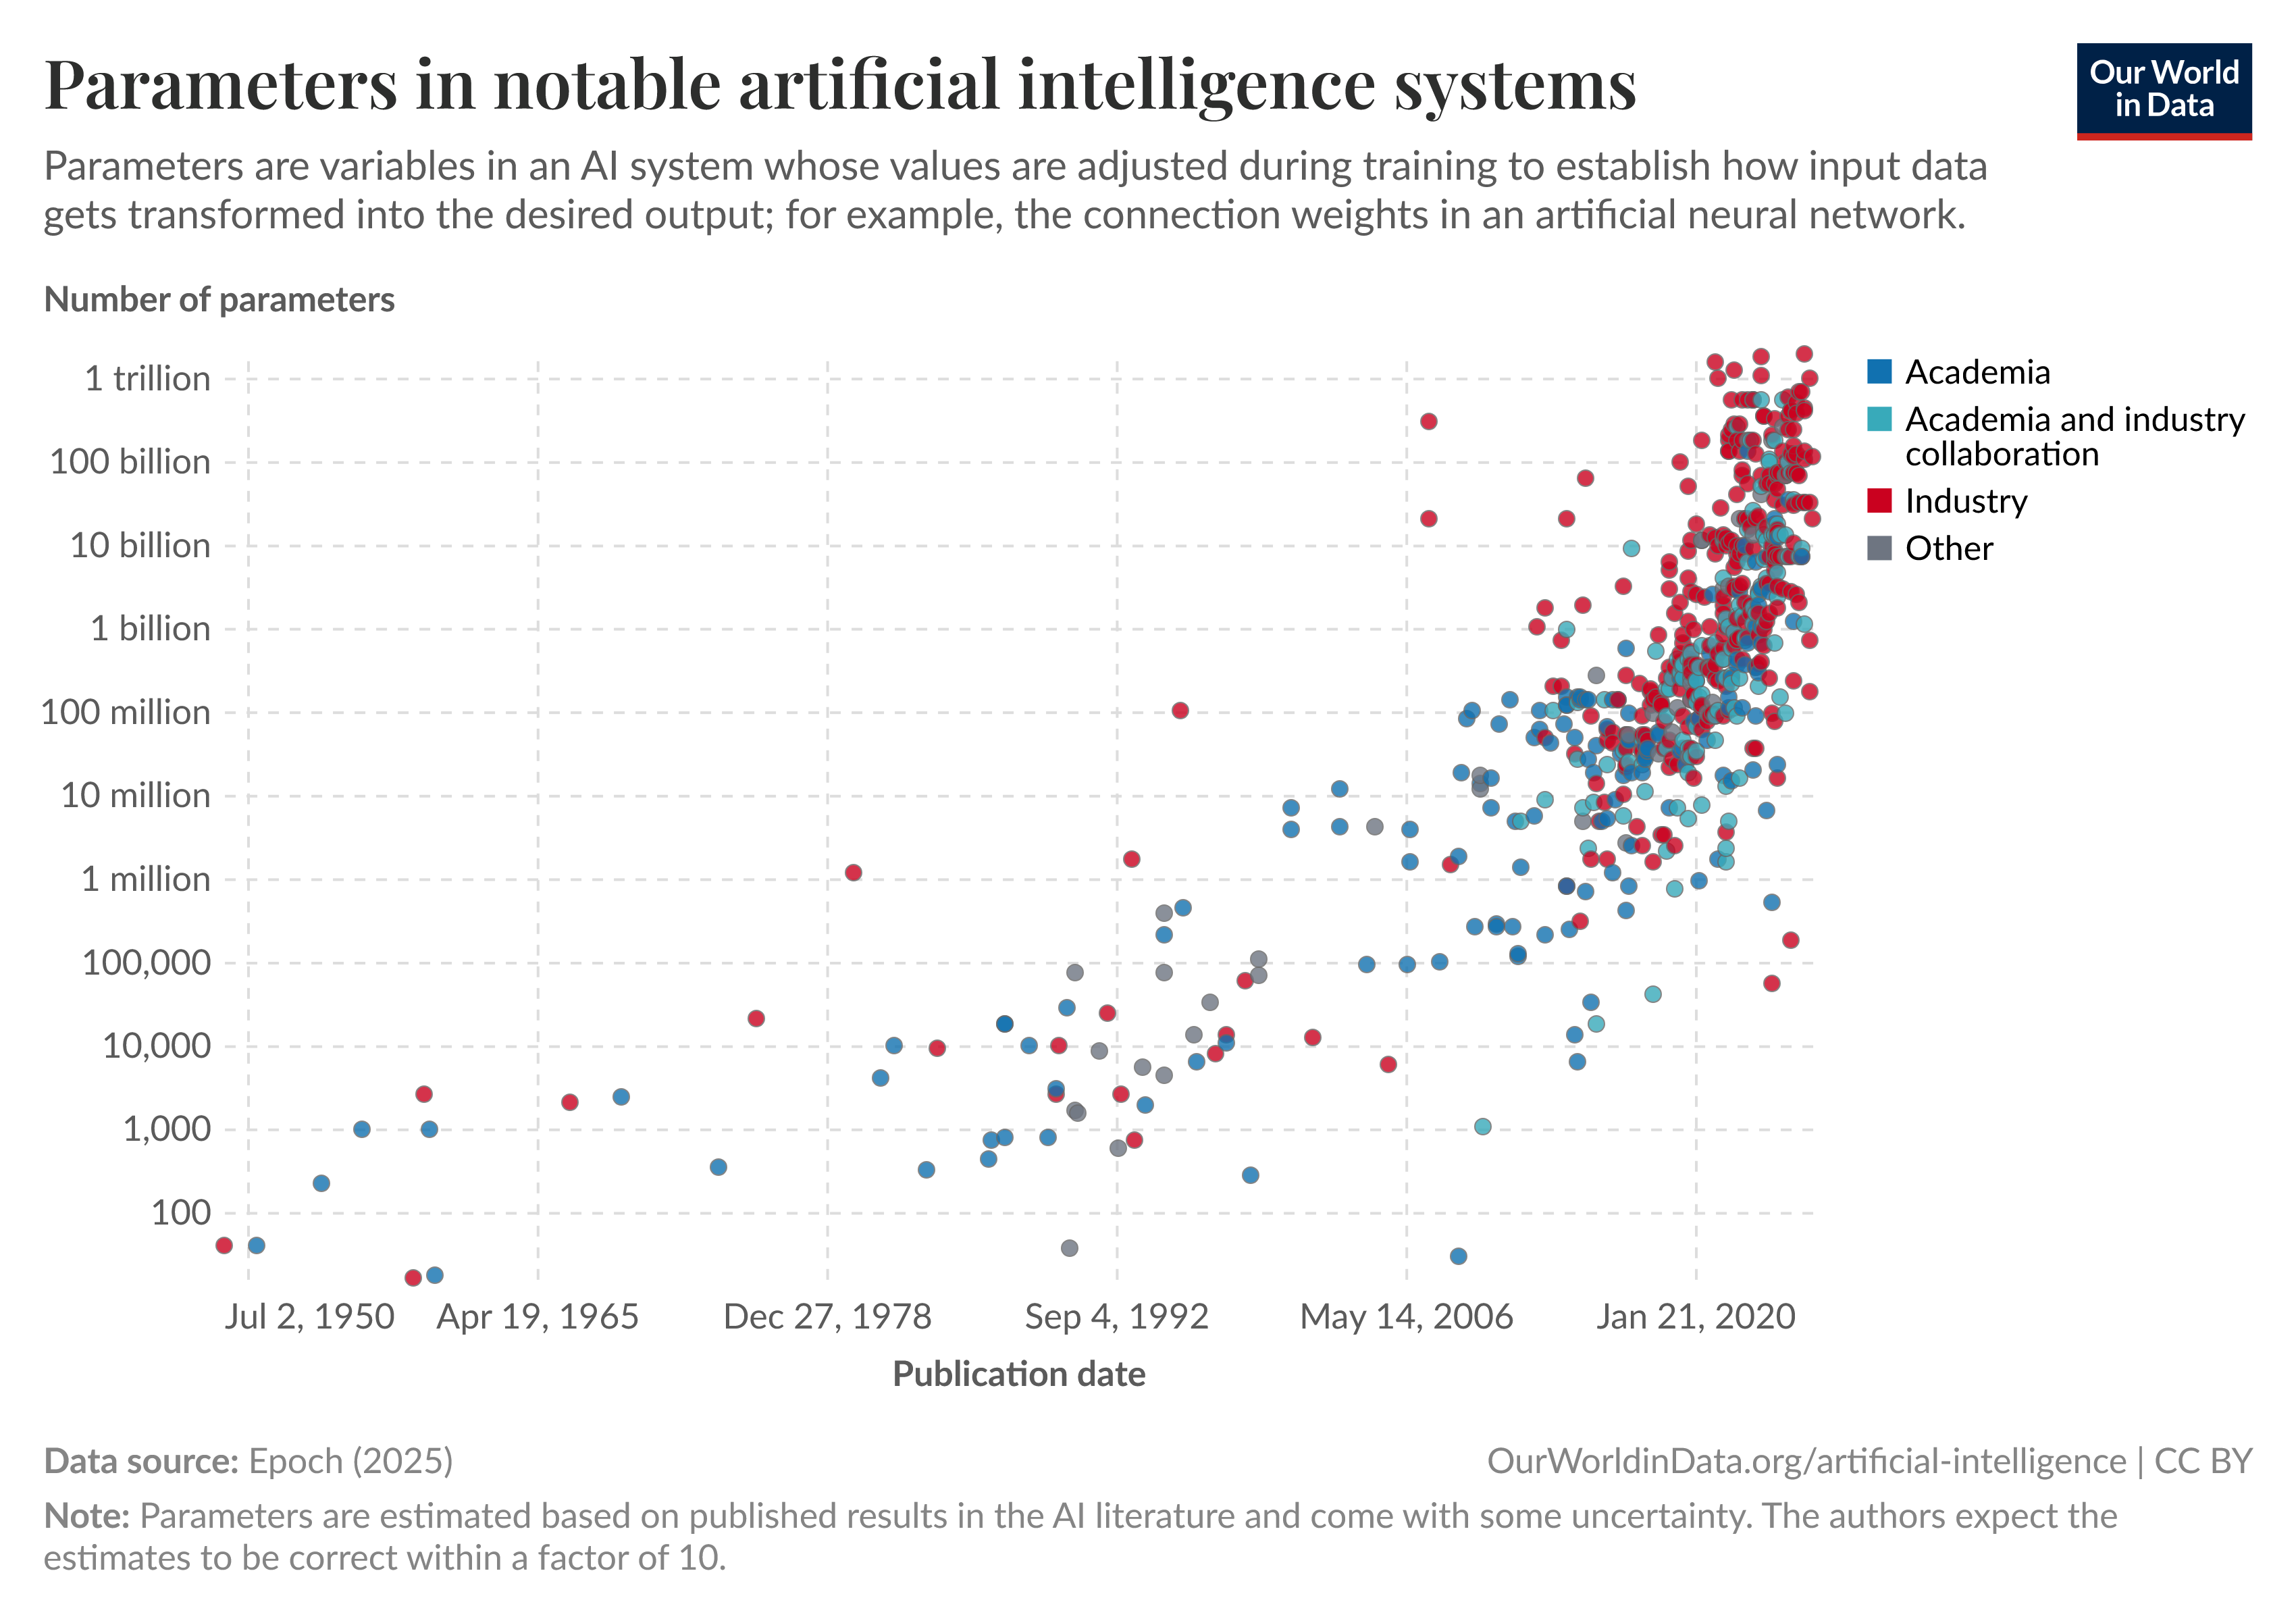 Parameters in notable artificial intelligence systems
Our World
in Data
Parameters are variables in an AI system whose values are adjusted during training to establish how input data
gets transformed into the desired output; for example, the connection weights in an artificial neural network.
Number of parameters
1 trillion
100 billion
10 billion
1 billion
100 million
10 million
1 million
100,000
10,000
1,000
100
Academia
Academia and industry
collaboration
Industry
Other
Jul 2, 1950
Apr 19, 1965
Dec 27, 1978
Sep 4, 1992
May 14, 2006
Jan 21, 2020
Publication date
Data source: Epoch (2025)
OurWorldinData.org/artificial-intelligence | CC BY
Note: Parameters are estimated based on published results in the AI literature and come with some uncertainty. The authors expect the
estimates to be correct within a factor of 10.